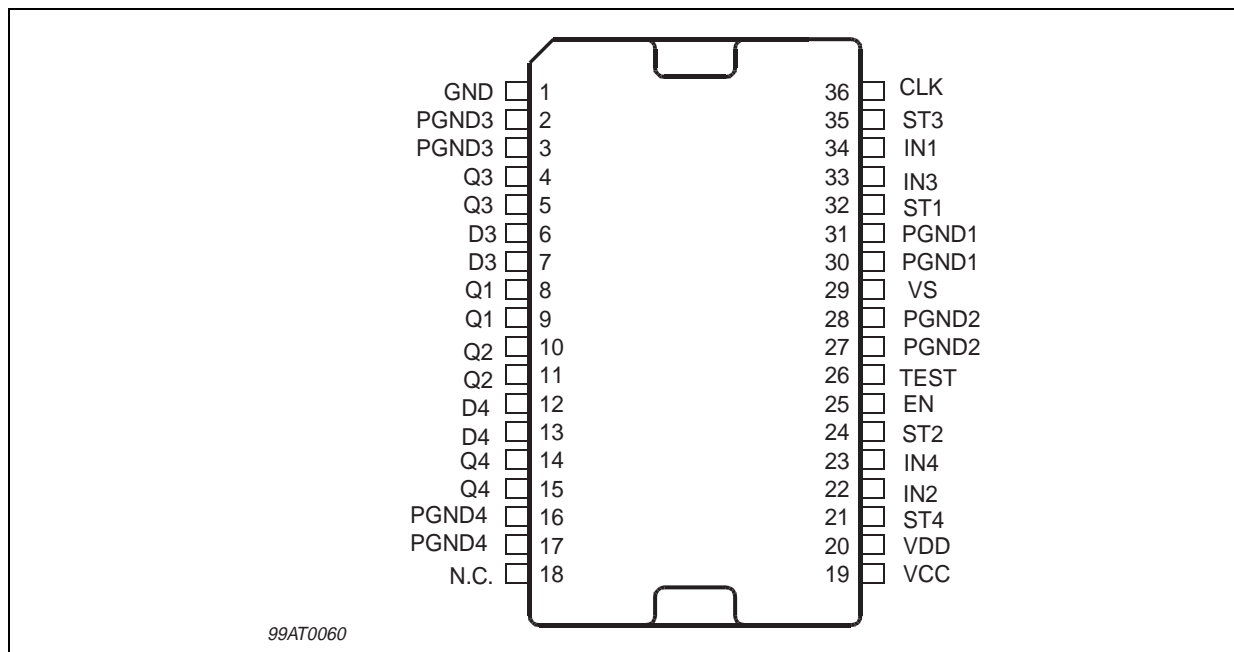 GND 1 36 CLK
PGND3 2 35 ST3
PGND3 3 34 IN1
Q3 4 33 IN3
Q3 5 32 ST1
D3 6 31 PGND1
D3 7 30 PGND1
Q1 8 29 VS
Q1 9 28 PGND2
Q2 10 27 PGND2
Q2 11 26 TEST
D4 12 25 EN
D4 13 24 ST2
Q4 14 23 IN4
Q4 15 22 IN2
PGND4 16 21 ST4
PGND4 17 20 VDD
N.C. 18 19 VCC
99AT0060